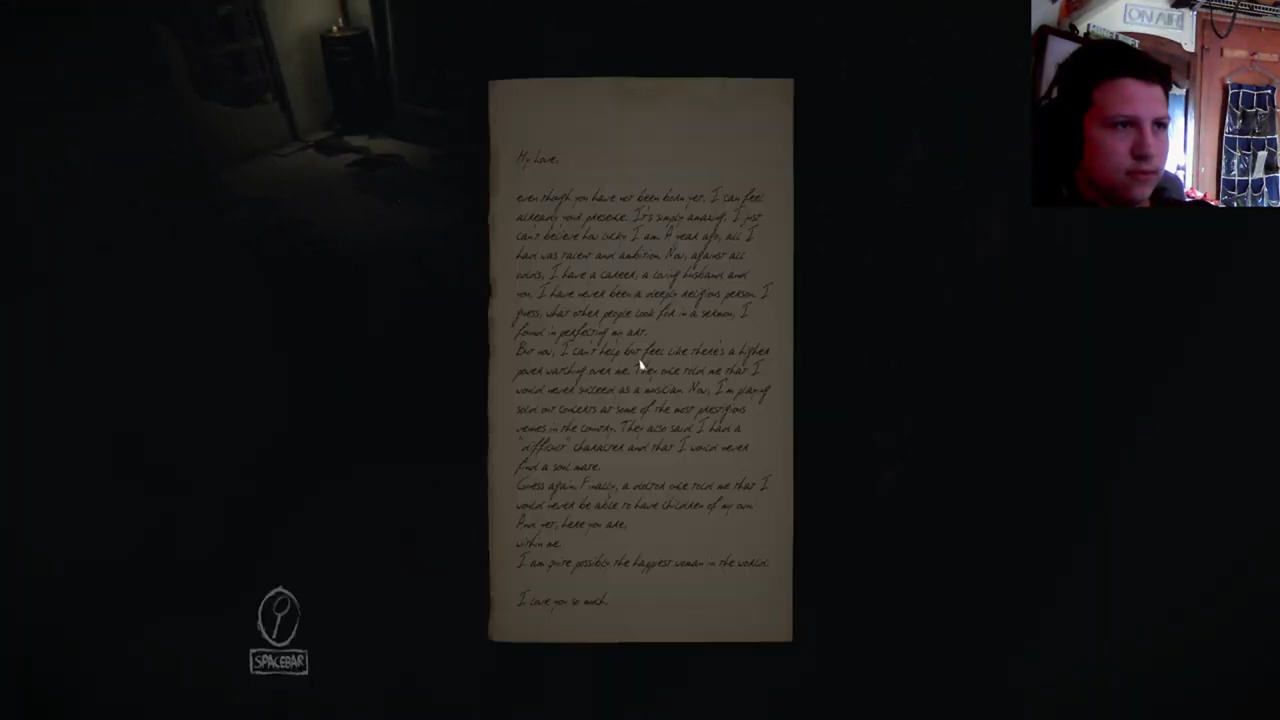 ON AIR
My Love,
even though you have not been born yet, I can feel
already your presence. It's simply amazing. I just
can't believe how lucky I am. A year ago, all I
had was talent and ambition. Now, against all
odds, I have a career, a loving husband and
you. I have never been a deeply religious person. I
guess, what other people look for in a sermon, I
found in perfecting my art.
But now, I can't help but feel like there's a higher
power watching over me. They once told me that I
would never succeed as a musician. Now, I'm playing
sold out concerts at some of the most prestigious
venues in the country. They also said I had a
"difficult" character and that I would never
find a soul mate.
Guess again. Finally, a doctor once told me that I
would never be able to have children of my own.
And yet, here you are,
within me.
I am quite possibly the happiest woman in the world.
I love you so much.
SPACEBAR